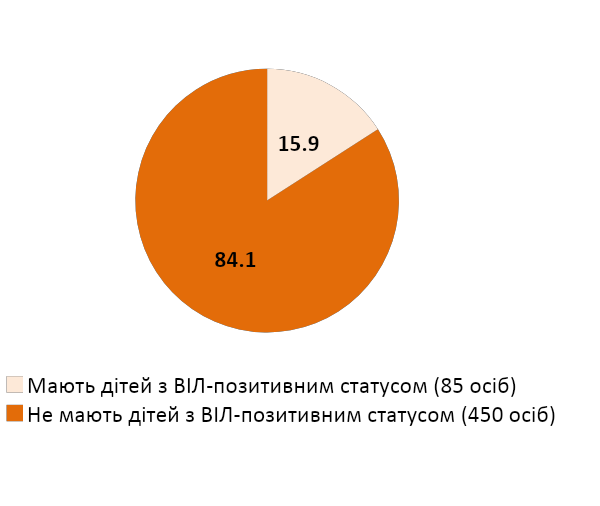 15.9
84.1
Мають дітей з ВІЛ-позитивним статусом (85 осіб)
Не мають дітей з ВІЛ-позитивним статусом (450 осіб)